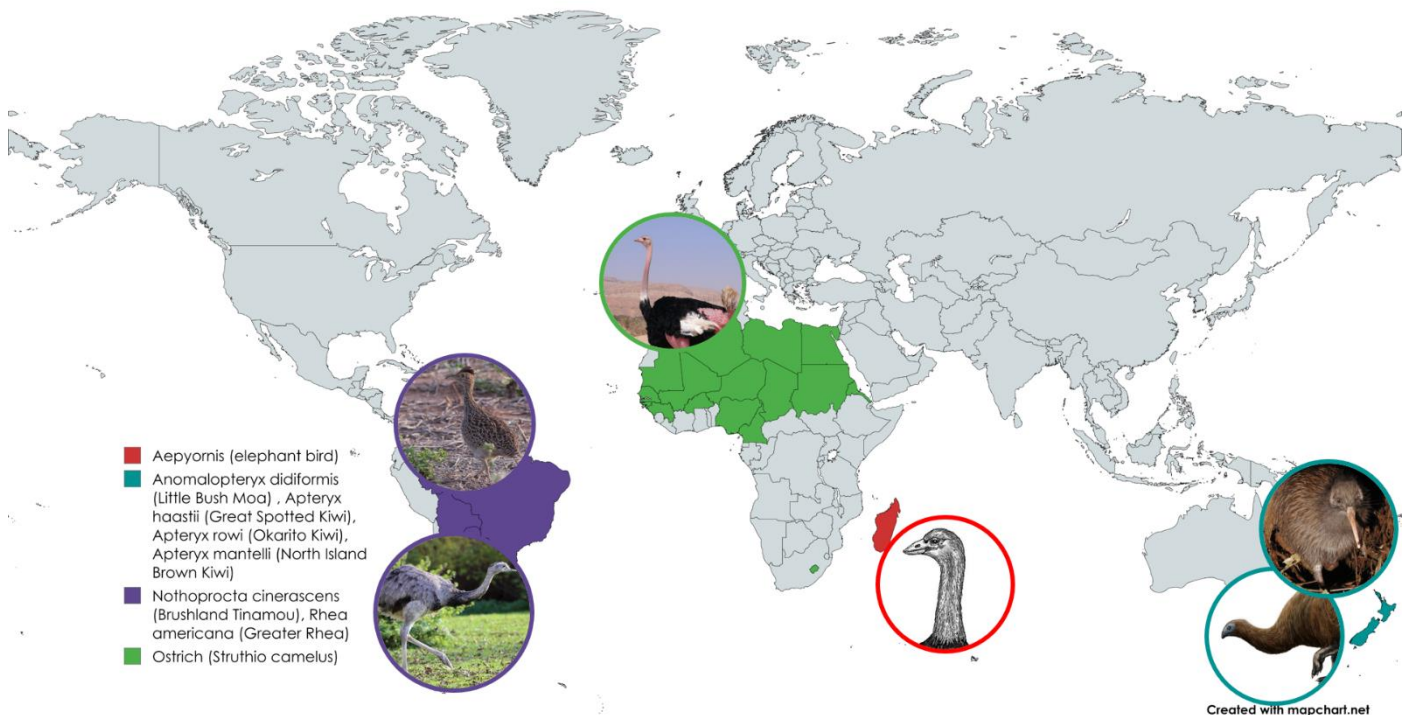 Aepyornis (elephant bird)
Anomalopteryx didiformis
(Little Bush Moa) , Apteryx
haastii (Great Spotted Kiwi),
Apteryx rowi (Okarito Kiwi),
Apteryx mantelli (North Island
Brown Kiwi)
Nothoprocta cinerascens
(Brushland Tinamou), Rhea
americana (Greater Rhea)
Ostrich (Struthio camelus)
Created with mapchart.net